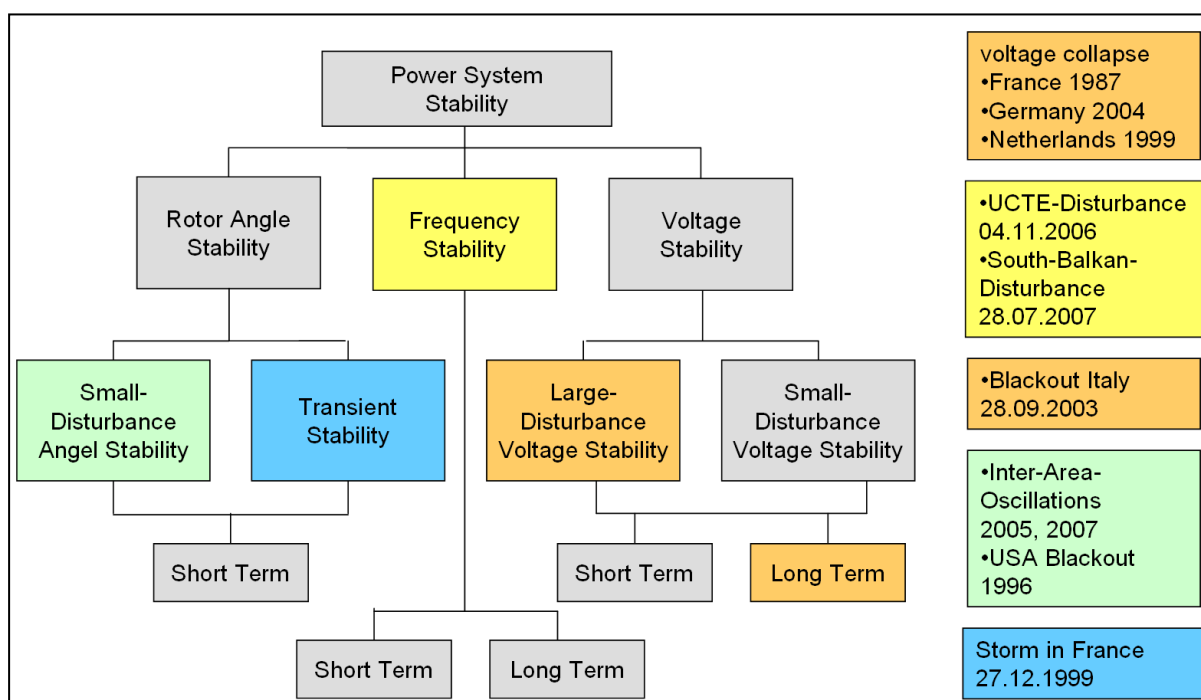 Power System
Stability
Rotor Angle
Stability
Frequency
Stability
Voltage
Stability
Small-
Disturbance
Angel Stability
Transient
Stability
Large-
Disturbance
Voltage Stability
Small-
Disturbance
Voltage Stability
Short Term
Short Term
Long Term
Short Term
Long Term
voltage collapse
•France 1987
•Germany 2004
•Netherlands 1999
•UCTE-Disturbance
04.11.2006
•South-Balkan-
Disturbance
28.07.2007
•Blackout Italy
28.09.2003
•Inter-Area-
Oscillations
2005, 2007
•USA Blackout
1996
Storm in France
27.12.1999